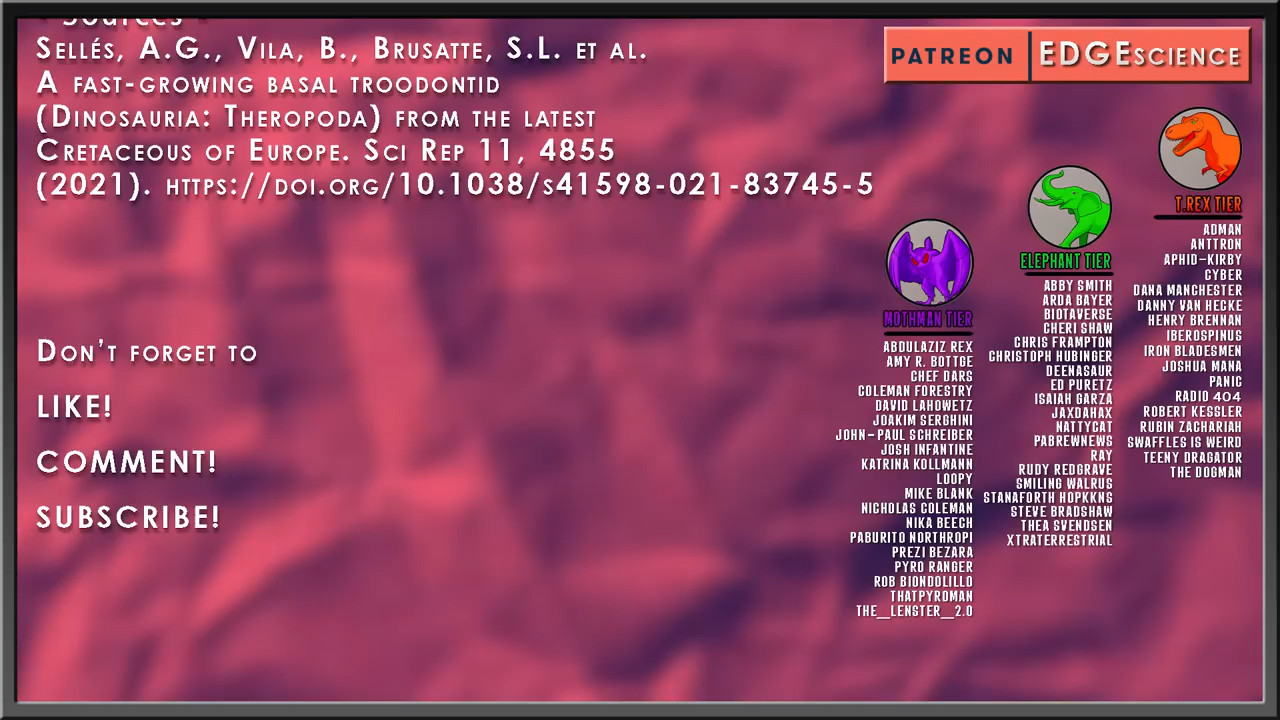 - Sources -
Sellés, A.G., Vila, B., Brusatte, S.L. et al.
A fast-growing basal troodontid
(Dinosauria: Theropoda) from the latest
Cretaceous of Europe. Sci Rep 11, 4855
(2021). https://doi.org/10.1038/s41598-021-83745-5
Don't forget to
LIKE!
COMMENT!
SUBSCRIBE!
PATREON EDGEscience
MOTHMAN TIER
ABDULAZIZ REX
AMY R. BOTTGE
CHEF DARS
COLEMAN FORESTRY
DAVID LAHOWETZ
JOAKIM SERGHINI
JOHN-PAUL SCHREIBER
JOSH INFANTINE
KATRINA KOLLMANN
LOOPY
MIKE BLANK
NICHOLAS COLEMAN
NIKA BEECH
PABURITO NORTHROPI
PREZI BEZARA
PYRO RANGER
ROB BIONDOLILLO
THATPYROMAN
THE__LENSTER__2.0
ELEPHANT TIER
ABBY SMITH
ARDA BAYER
BIOTAVERSE
CHERI SHAW
CHRIS FRAMPTON
CHRISTOPH HUBINGER
DEENASAUR
ED PURETZ
ISAIAH GARZA
JAXDAHAX
NATTYCAT
PABREWNEWS
RAY
RUDY REDGRAVE
SMILING WALRUS
STANAFORTH HOPKKNS
STEVE BRADSHAW
THEA SVENDSEN
XTRATERRESTRIAL
T.REX TIER
ADMAN
ANTTRON
APHID-KIRBY
CYBER
DANA MANCHESTER
DANNY VAN HECKE
HENRY BRENNAN
IBEROSPINUS
IRON BLADESMEN
JOSHUA MANA
PANIC
RADIO 404
ROBERT KESSLER
RUBIN ZACHARIAH
SWAFFLES IS WEIRD
TEENY DRAGATOR
THE DOGMAN